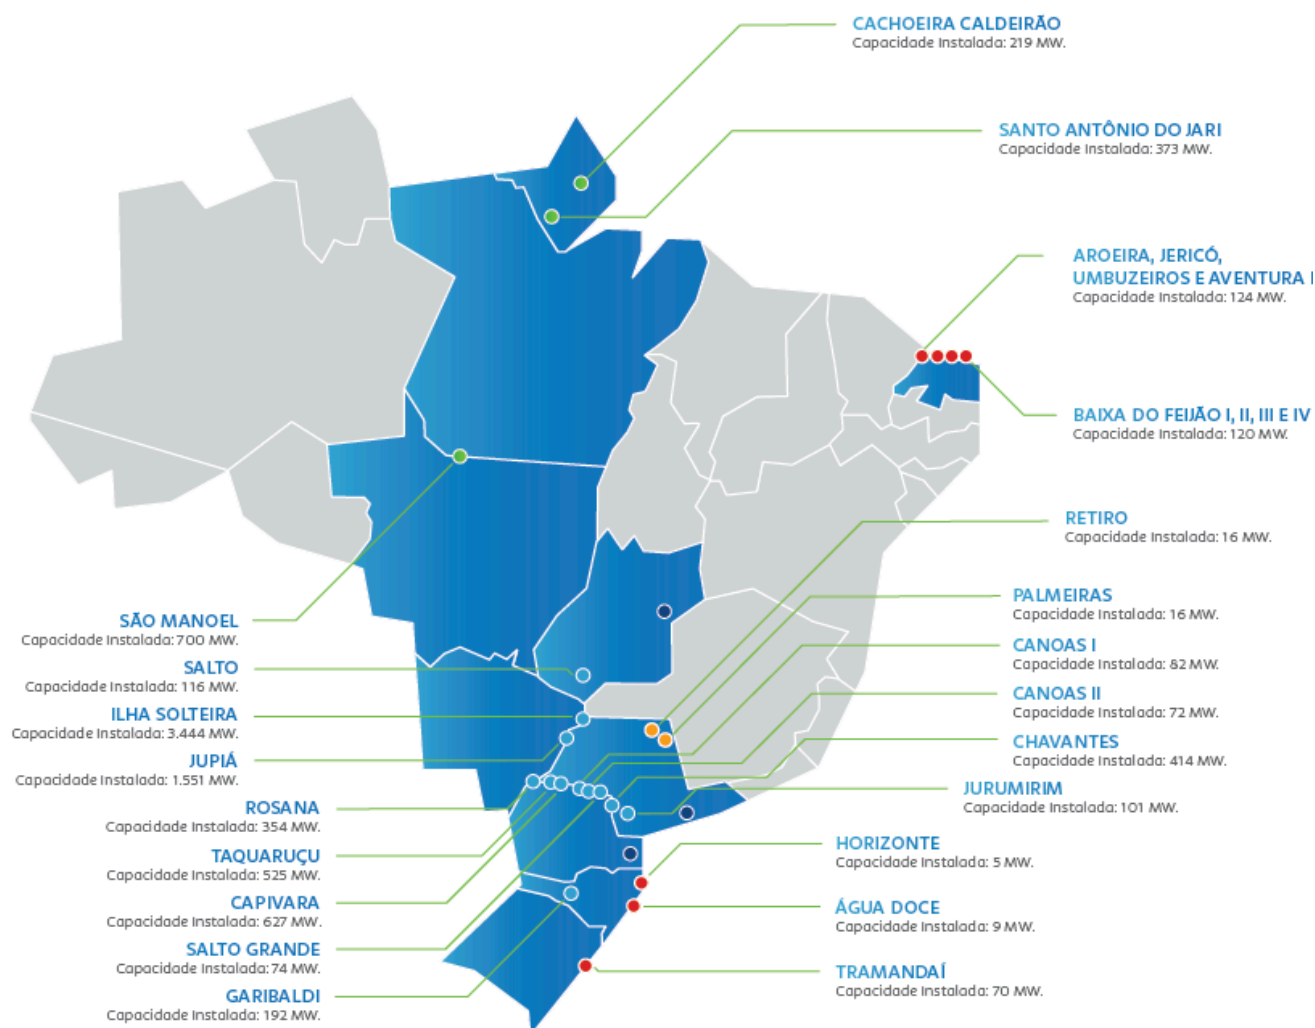 CACHOEIRA CALDEIRÃO
Capacidade Instalada: 219 MW.
SANTO ANTÔNIO DO JARI
Capacidade Instalada: 373 MW.
AROEIRA, JERICÓ,
UMBUZEIROS E AVENTURA I
Capacidade Instalada: 124 MW.
BAIXA DO FEIJÃO I, II, III E IV
Capacidade Instalada: 120 MW.
RETIRO
Capacidade Instalada: 16 MW.
PALMEIRAS
Capacidade Instalada: 16 MW.
CANOAS I
Capacidade Instalada: 82 MW.
CANOAS II
Capacidade Instalada: 72 MW.
CHAVANTES
Capacidade Instalada: 414 MW.
JURUMIRIM
Capacidade Instalada: 101 MW.
HORIZONTE
Capacidade Instalada: 5 MW.
ÁGUA DOCE
Capacidade Instalada: 9 MW.
TRAMANDAÍ
Capacidade Instalada: 70 MW.
SÃO MANOEL
Capacidade Instalada: 700 MW.
SALTO
Capacidade Instalada: 116 MW.
ILHA SOLTEIRA
Capacidade Instalada: 3.444 MW.
JUPIÁ
Capacidade Instalada: 1.551 MW.
ROSANA
Capacidade Instalada: 354 MW.
TAQUARUÇU
Capacidade Instalada: 525 MW.
CAPIVARA
Capacidade Instalada: 627 MW.
SALTO GRANDE
Capacidade Instalada: 74 MW.
GARIBALDI
Capacidade Instalada: 192 MW.